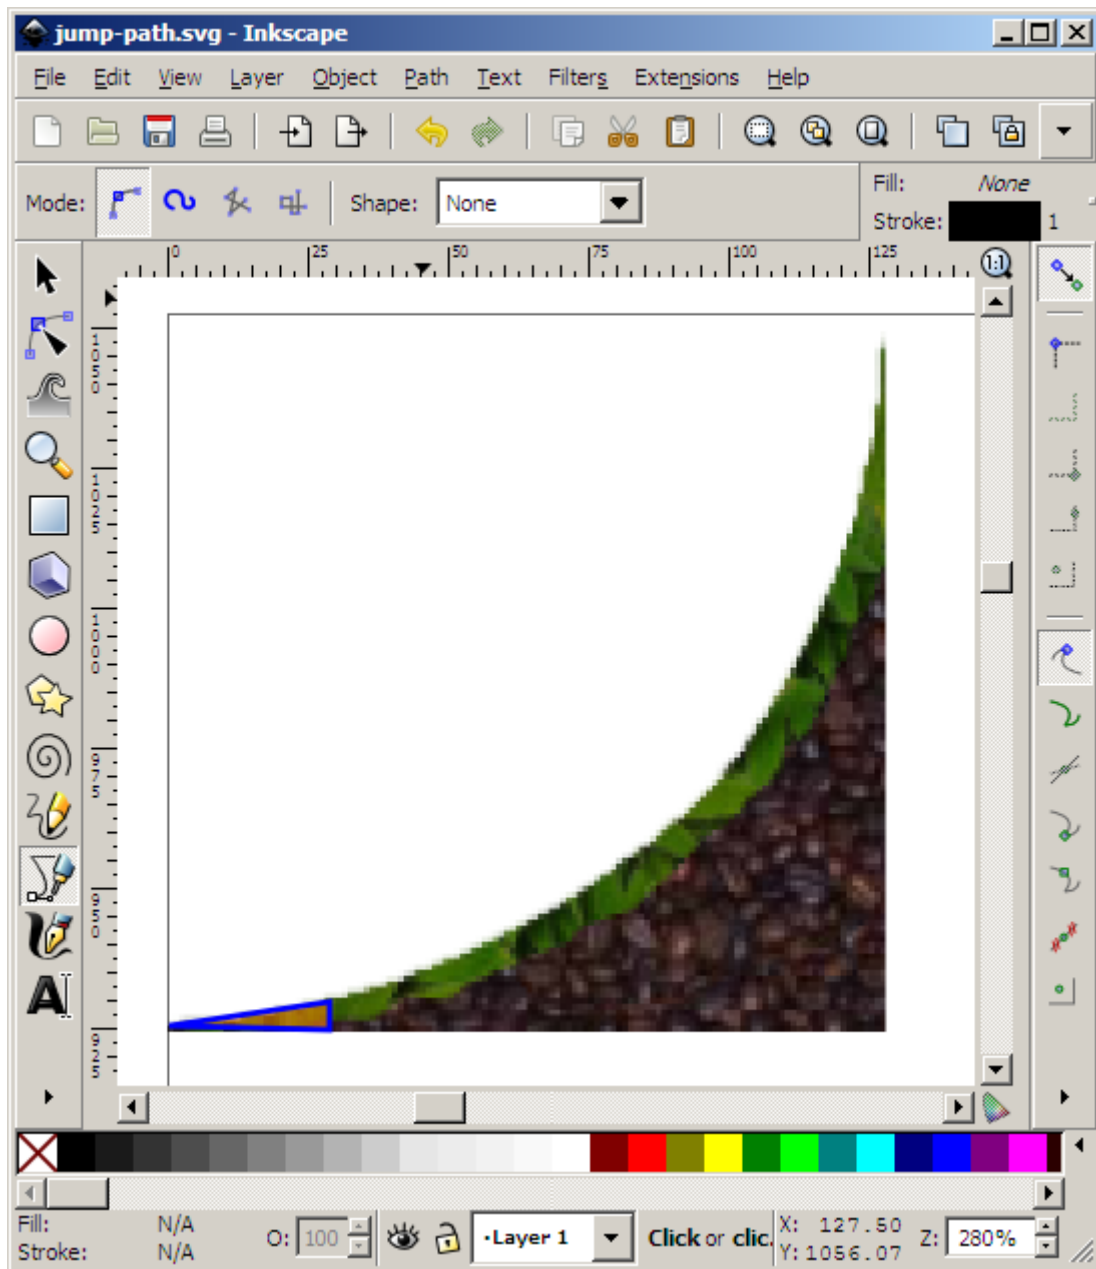 jump-path.svg - Inkscape
File Edit View Layer Object Path Text Filters Extensions Help
Mode: Shape: None Fill: None
Stroke: 1
0 25 50 75 100 125
1:1
1050
1025
1000
975
950
925
A
Fill: N/A O: 100 •Layer 1 Click or clic. X: 127.50 Z: 280%
Stroke: N/A Y: 1056.07